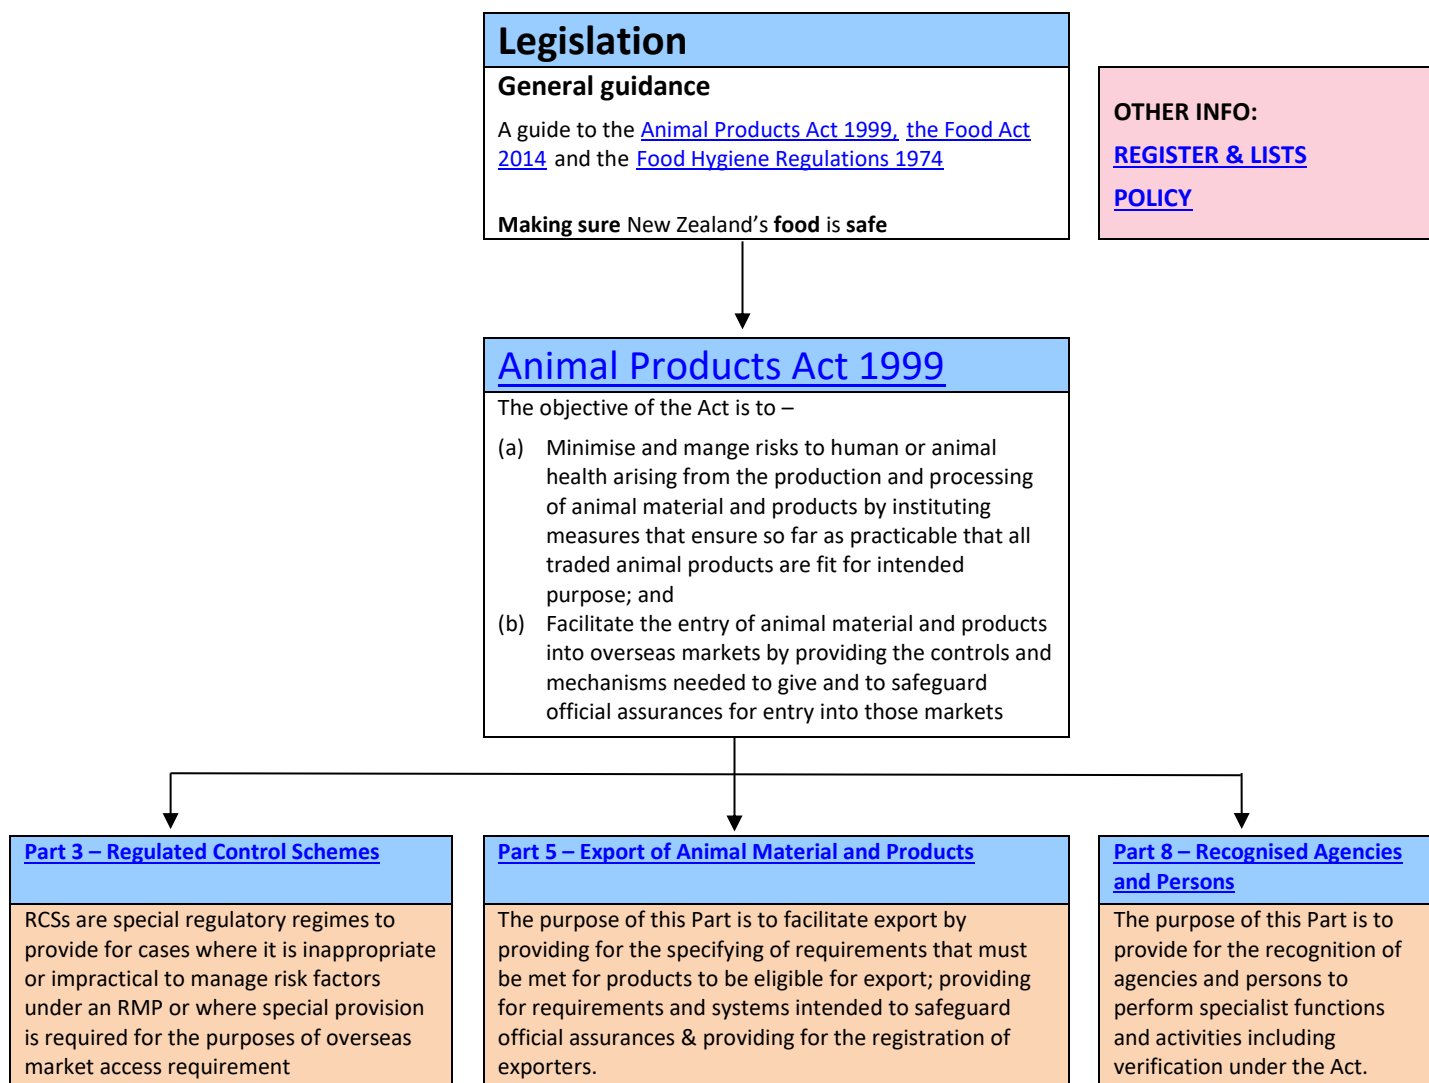 Legislation
General guidance
A guide to the Animal Products Act 1999, the Food Act
2014 and the Food Hygiene Regulations 1974
Making sure New Zealand’s food is safe
OTHER INFO:
REGISTER & LISTS
POLICY
Animal Products Act 1999
The objective of the Act is to –
(a) Minimise and mange risks to human or animal
health arising from the production and processing
of animal material and products by instituting
measures that ensure so far as practicable that all
traded animal products are fit for intended
purpose; and
(b) Facilitate the entry of animal material and products
into overseas markets by providing the controls and
mechanisms needed to give and to safeguard
official assurances for entry into those markets
Part 3 – Regulated Control Schemes
RCSs are special regulatory regimes to
provide for cases where it is inappropriate
or impractical to manage risk factors
under an RMP or where special provision
is required for the purposes of overseas
market access requirement
Part 5 – Export of Animal Material and Products
The purpose of this Part is to facilitate export by
providing for the specifying of requirements that must
be met for products to be eligible for export; providing
for requirements and systems intended to safeguard
official assurances & providing for the registration of
exporters.
Part 8 – Recognised Agencies
and Persons
The purpose of this Part is to
provide for the recognition of
agencies and persons to
perform specialist functions
and activities including
verification under the Act.